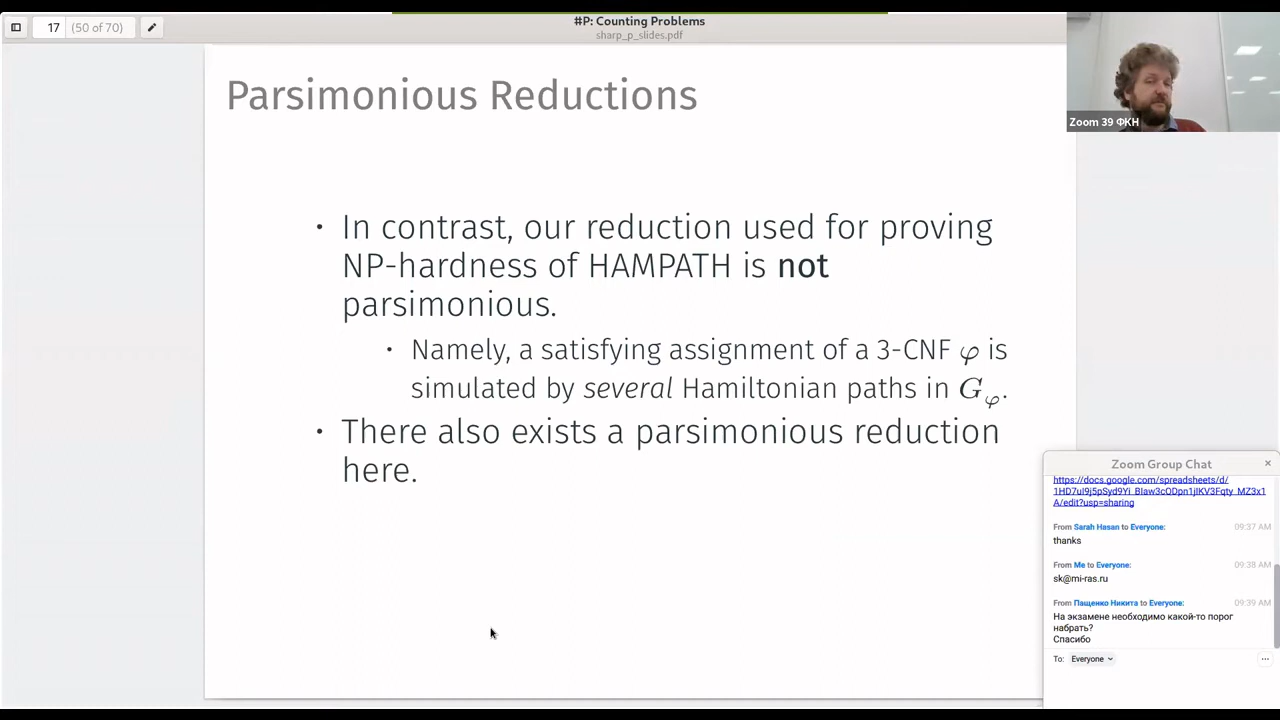 17 (50 of 70)
#P: Counting Problems
sharp_p_slides.pdf
Parsimonious Reductions
• In contrast, our reduction used for proving
NP-hardness of HAMPATH is not
parsimonious.
• Namely, a satisfying assignment of a 3-CNF φ is
simulated by several Hamiltonian paths in Gφ.
• There also exists a parsimonious reduction
here.
Zoom 39 ФКН
Zoom Group Chat
https://docs.google.com/spreadsheets/d/
A/edit?usp=sharing
From Sarah Hasan to Everyone: 09:37 AM
thanks
From Me to Everyone: 09:38 AM
sk@mi-ras.ru
From Пащенко Никита to Everyone: 09:39 AM
На экзамене необходимо какой-то порог
набрать?
Спасибо
To: Everyone